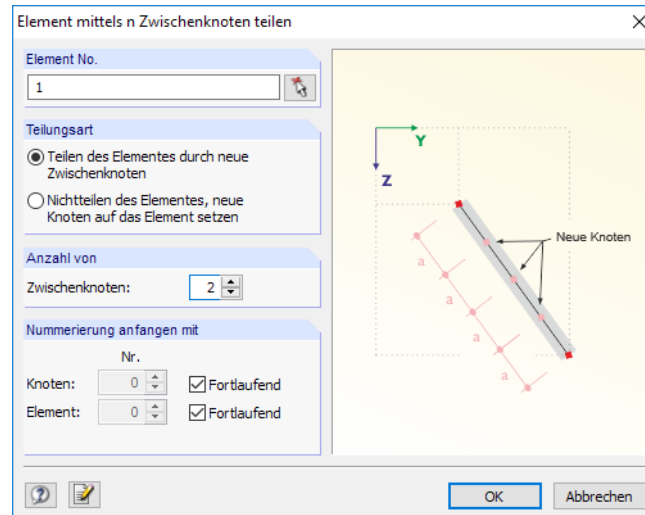 Element mittels n Zwischenknoten teilen
Element No.
1
Teilungsart
Teilen des Elementes durch neue
Zwischenknoten
Nichtteilen des Elementes, neue
Knoten auf das Element setzen
Anzahl von
Zwischenknoten: 2
Nummerierung anfangen mit
Nr.
Knoten: 0 Fortlaufend
Element: 0 Fortlaufend
Y
Z
Neue Knoten
a
a
a
a
OK Abbrechen